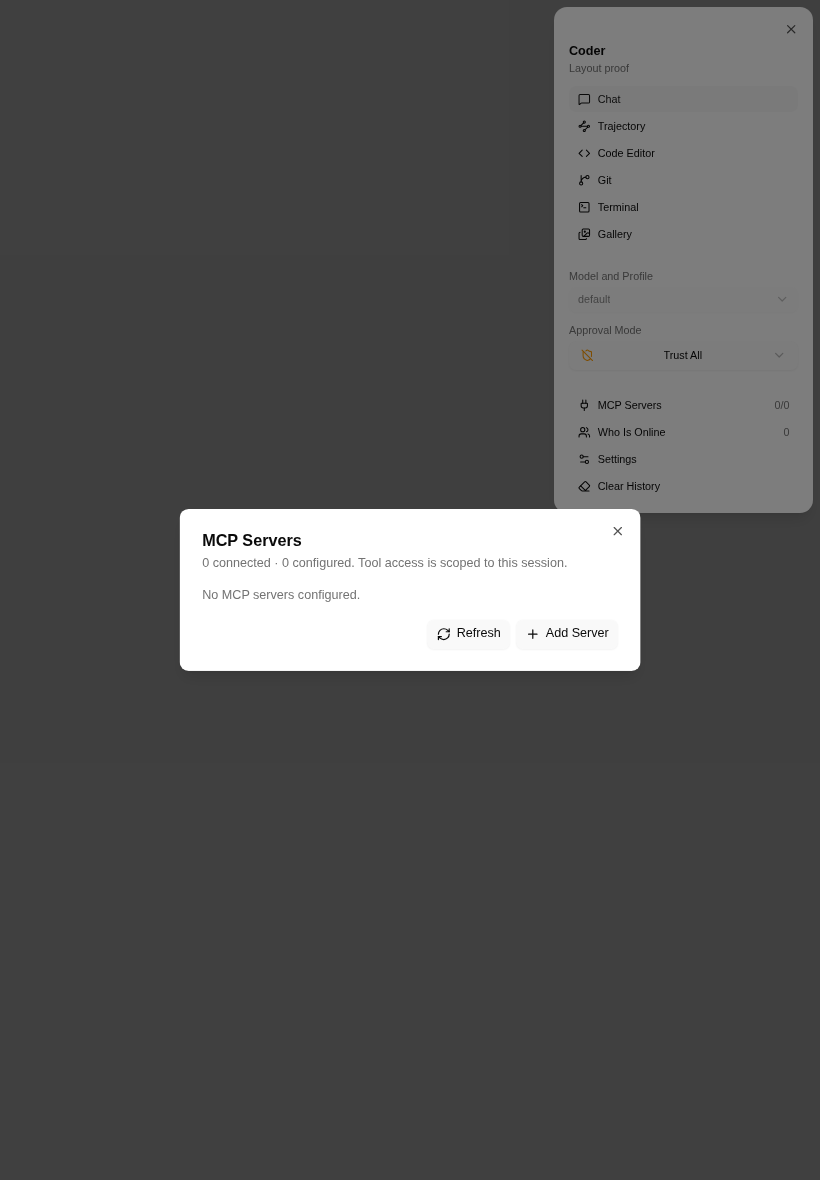 Coder
Layout proof
Chat
Trajectory
Code Editor
Git
Terminal
Gallery
Model and Profile
default
Approval Mode
Trust All
MCP Servers 0/0
Who Is Online 0
Settings
Clear History
MCP Servers
0 connected · 0 configured. Tool access is scoped to this session.
No MCP servers configured.
Refresh Add Server